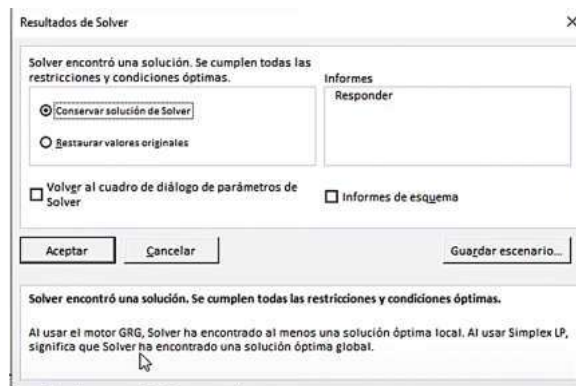 Resultados de Solver
Solver encontró una solución. Se cumplen todas las
restricciones y condiciones óptimas.
Informes
Conservar solución de Solver
Responder
Restaurar valores originales
Volver al cuadro de diálogo de parámetros de
Solver
Informes de esquema
Aceptar
Cancelar
Guardar escenario...
Solver encontró una solución. Se cumplen todas las restricciones y condiciones óptimas.
Al usar el motor GRG, Solver ha encontrado al menos una solución óptima local. Al usar Simplex LP,
significa que Solver ha encontrado una solución óptima global.